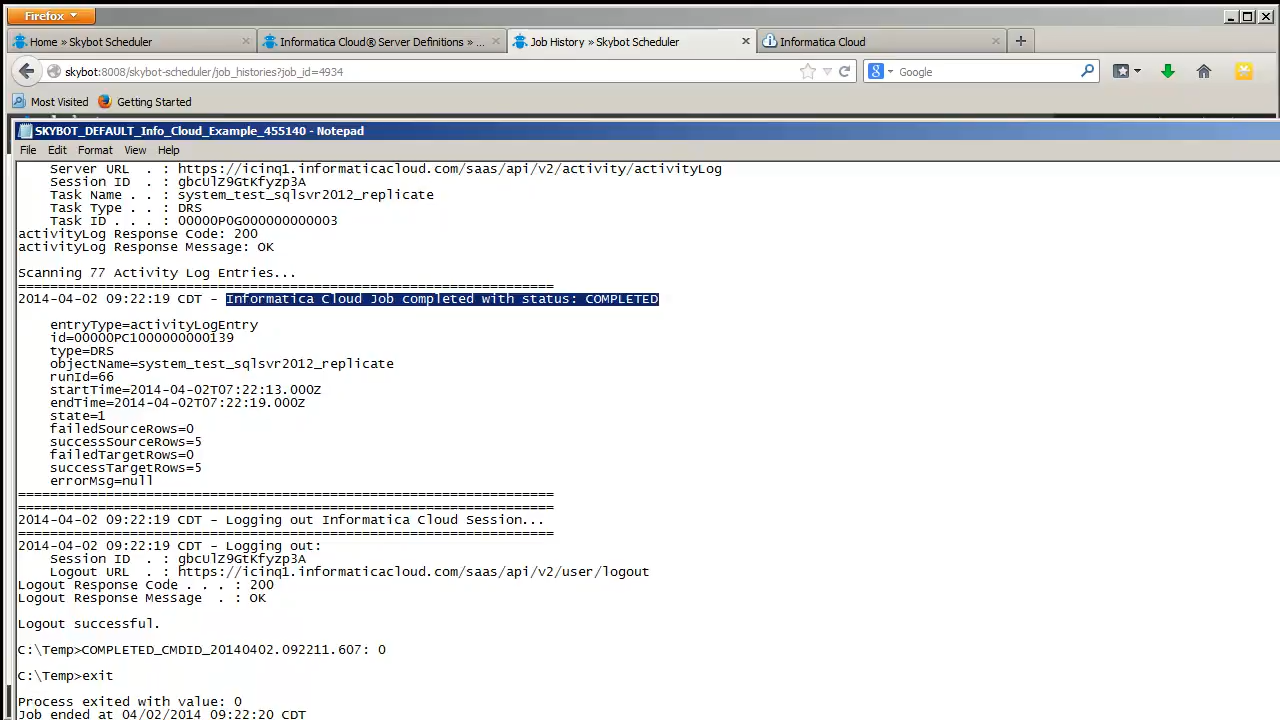 Firefox
Home » Skybot Scheduler
Informatica Cloud® Server Definitions » ...
Job History » Skybot Scheduler
Informatica Cloud
skybot:8008/skybot-scheduler/job_histories?job_id=4934
Google
Most Visited
Getting Started
SKYBOT_DEFAULT_Info_Cloud_Example_455140 - Notepad
File Edit Format View Help
Server URL . : https://icinq1.informaticacloud.com/saas/api/v2/activity/activityLog
Session ID . : gbcUlZ9GtKfyzp3A
Task Name . . : system_test_sqlsvr2012_replicate
Task Type . . : DRS
Task ID . . . : 00000P0G000000000003
activityLog Response Code: 200
activityLog Response Message: OK
Scanning 77 Activity Log Entries...
===================================================================
2014-04-02 09:22:19 CDT - Informatica Cloud Job completed with status: COMPLETED
entryType=activityLogEntry
id=00000PC1000000000139
type=DRS
objectName=system_test_sqlsvr2012_replicate
runId=66
startTime=2014-04-02T07:22:13.000Z
endTime=2014-04-02T07:22:19.000Z
state=1
failedSourceRows=0
successSourceRows=5
failedTargetRows=0
successTargetRows=5
errorMsg=null
===================================================================
===================================================================
2014-04-02 09:22:19 CDT - Logging out Informatica Cloud Session...
===================================================================
2014-04-02 09:22:19 CDT - Logging out:
Session ID . : gbcUlZ9GtKfyzp3A
Logout URL . : https://icinq1.informaticacloud.com/saas/api/v2/user/logout
Logout Response Code . . . : 200
Logout Response Message . : OK
Logout successful.
C:\Temp>COMPLETED_CMDID_20140402.092211.607: 0
C:\Temp>exit
Process exited with value: 0
Job ended at 04/02/2014 09:22:20 CDT